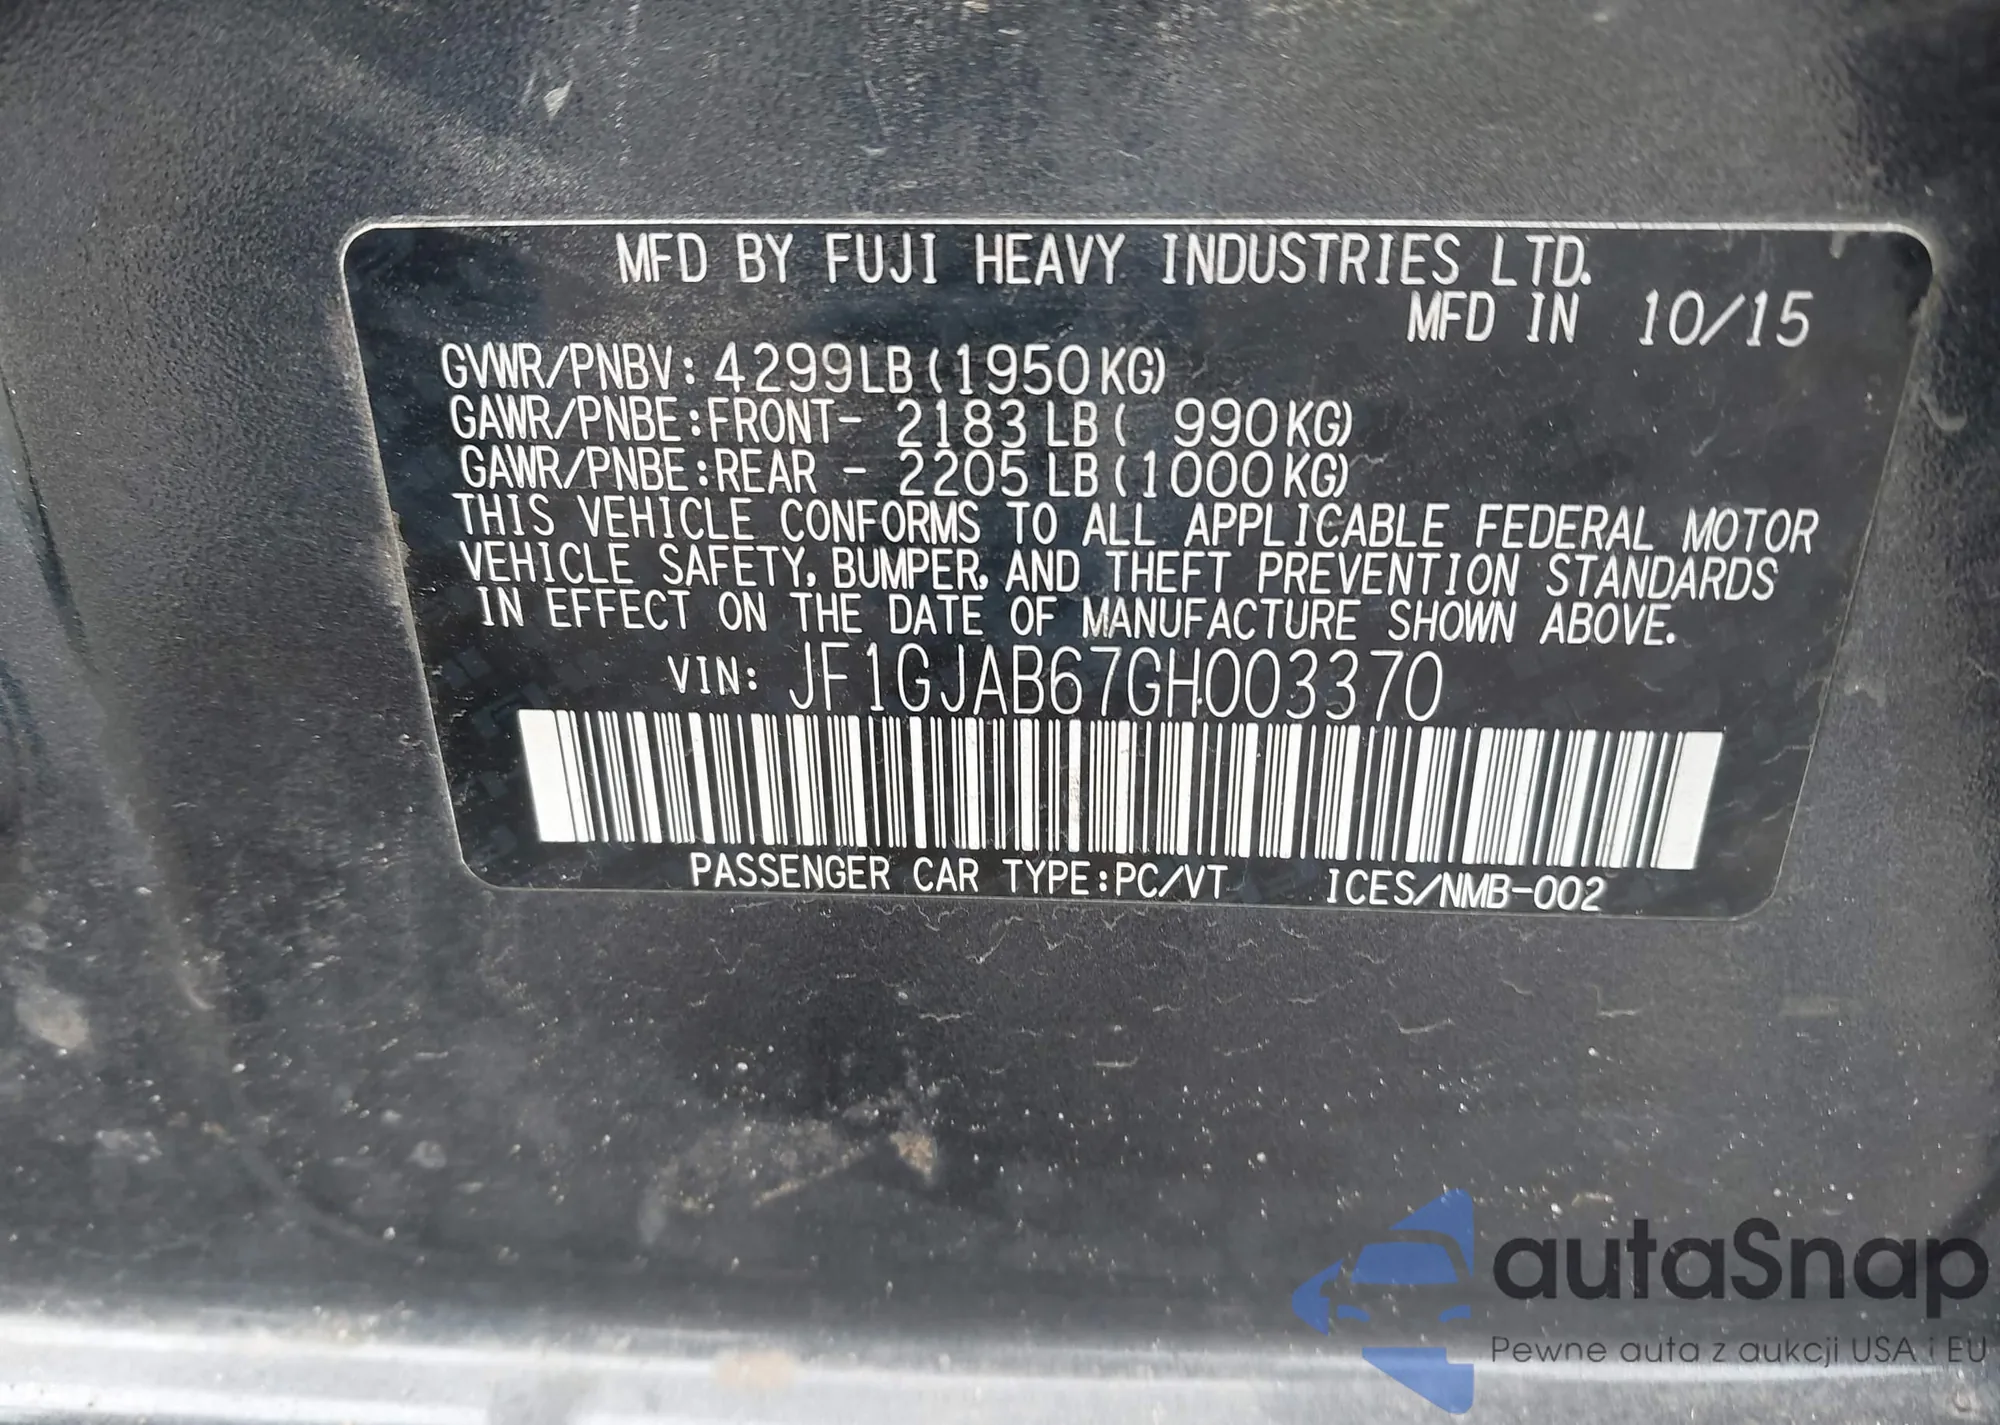 MFD BY FUJI HEAVY INDUSTRIES LTD.
MFD IN 10/15
GVWR/PNBV: 4299LB (1950KG)
GAWR/PNBE:FRONT- 2183 LB ( 990KG)
GAWR/PNBE:REAR - 2205 LB (1000KG)
THIS VEHICLE CONFORMS TO ALL APPLICABLE FEDERAL MOTOR
VEHICLE SAFETY, BUMPER, AND THEFT PREVENTION STANDARDS
IN EFFECT ON THE DATE OF MANUFACTURE SHOWN ABOVE.
VIN: JF1GJAB67GH003370
PASSENGER CAR TYPE:PC/VT ICES/NMB-002
autaSnap
Pewne auta z aukcji USA i EU